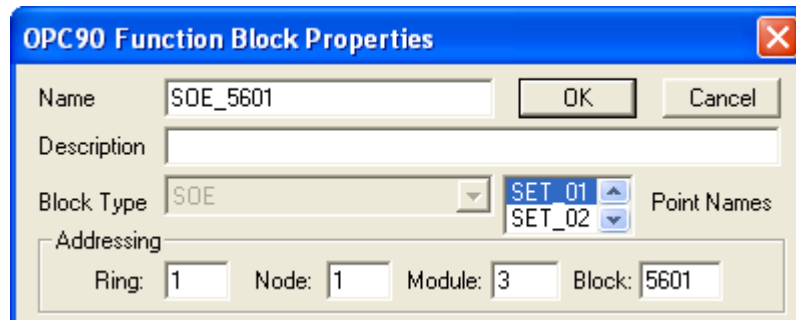 OPC90 Function Block Properties
Name SOE_5601 OK Cancel
Description
Block Type SOE SET_01 Point Names
SET_02
Addressing
Ring: 1 Node: 1 Module: 3 Block: 5601